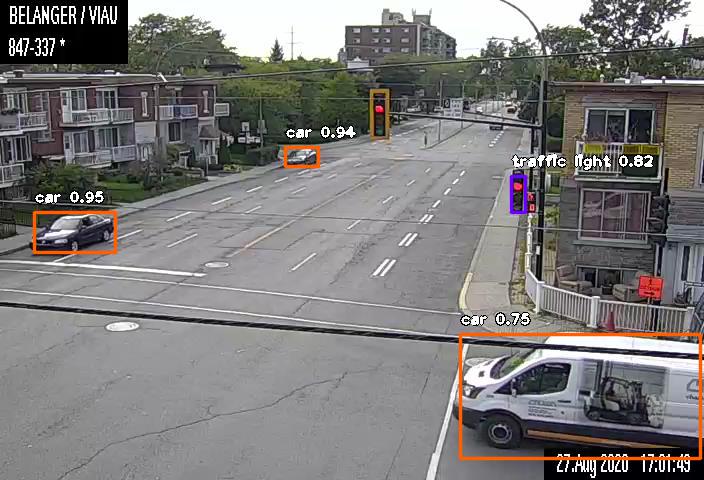 BELANGER / VIAU
847-337 *
car 0.94
traffic light 0.82
car 0.95
car 0.75
27.Aug 2020 17:01:49